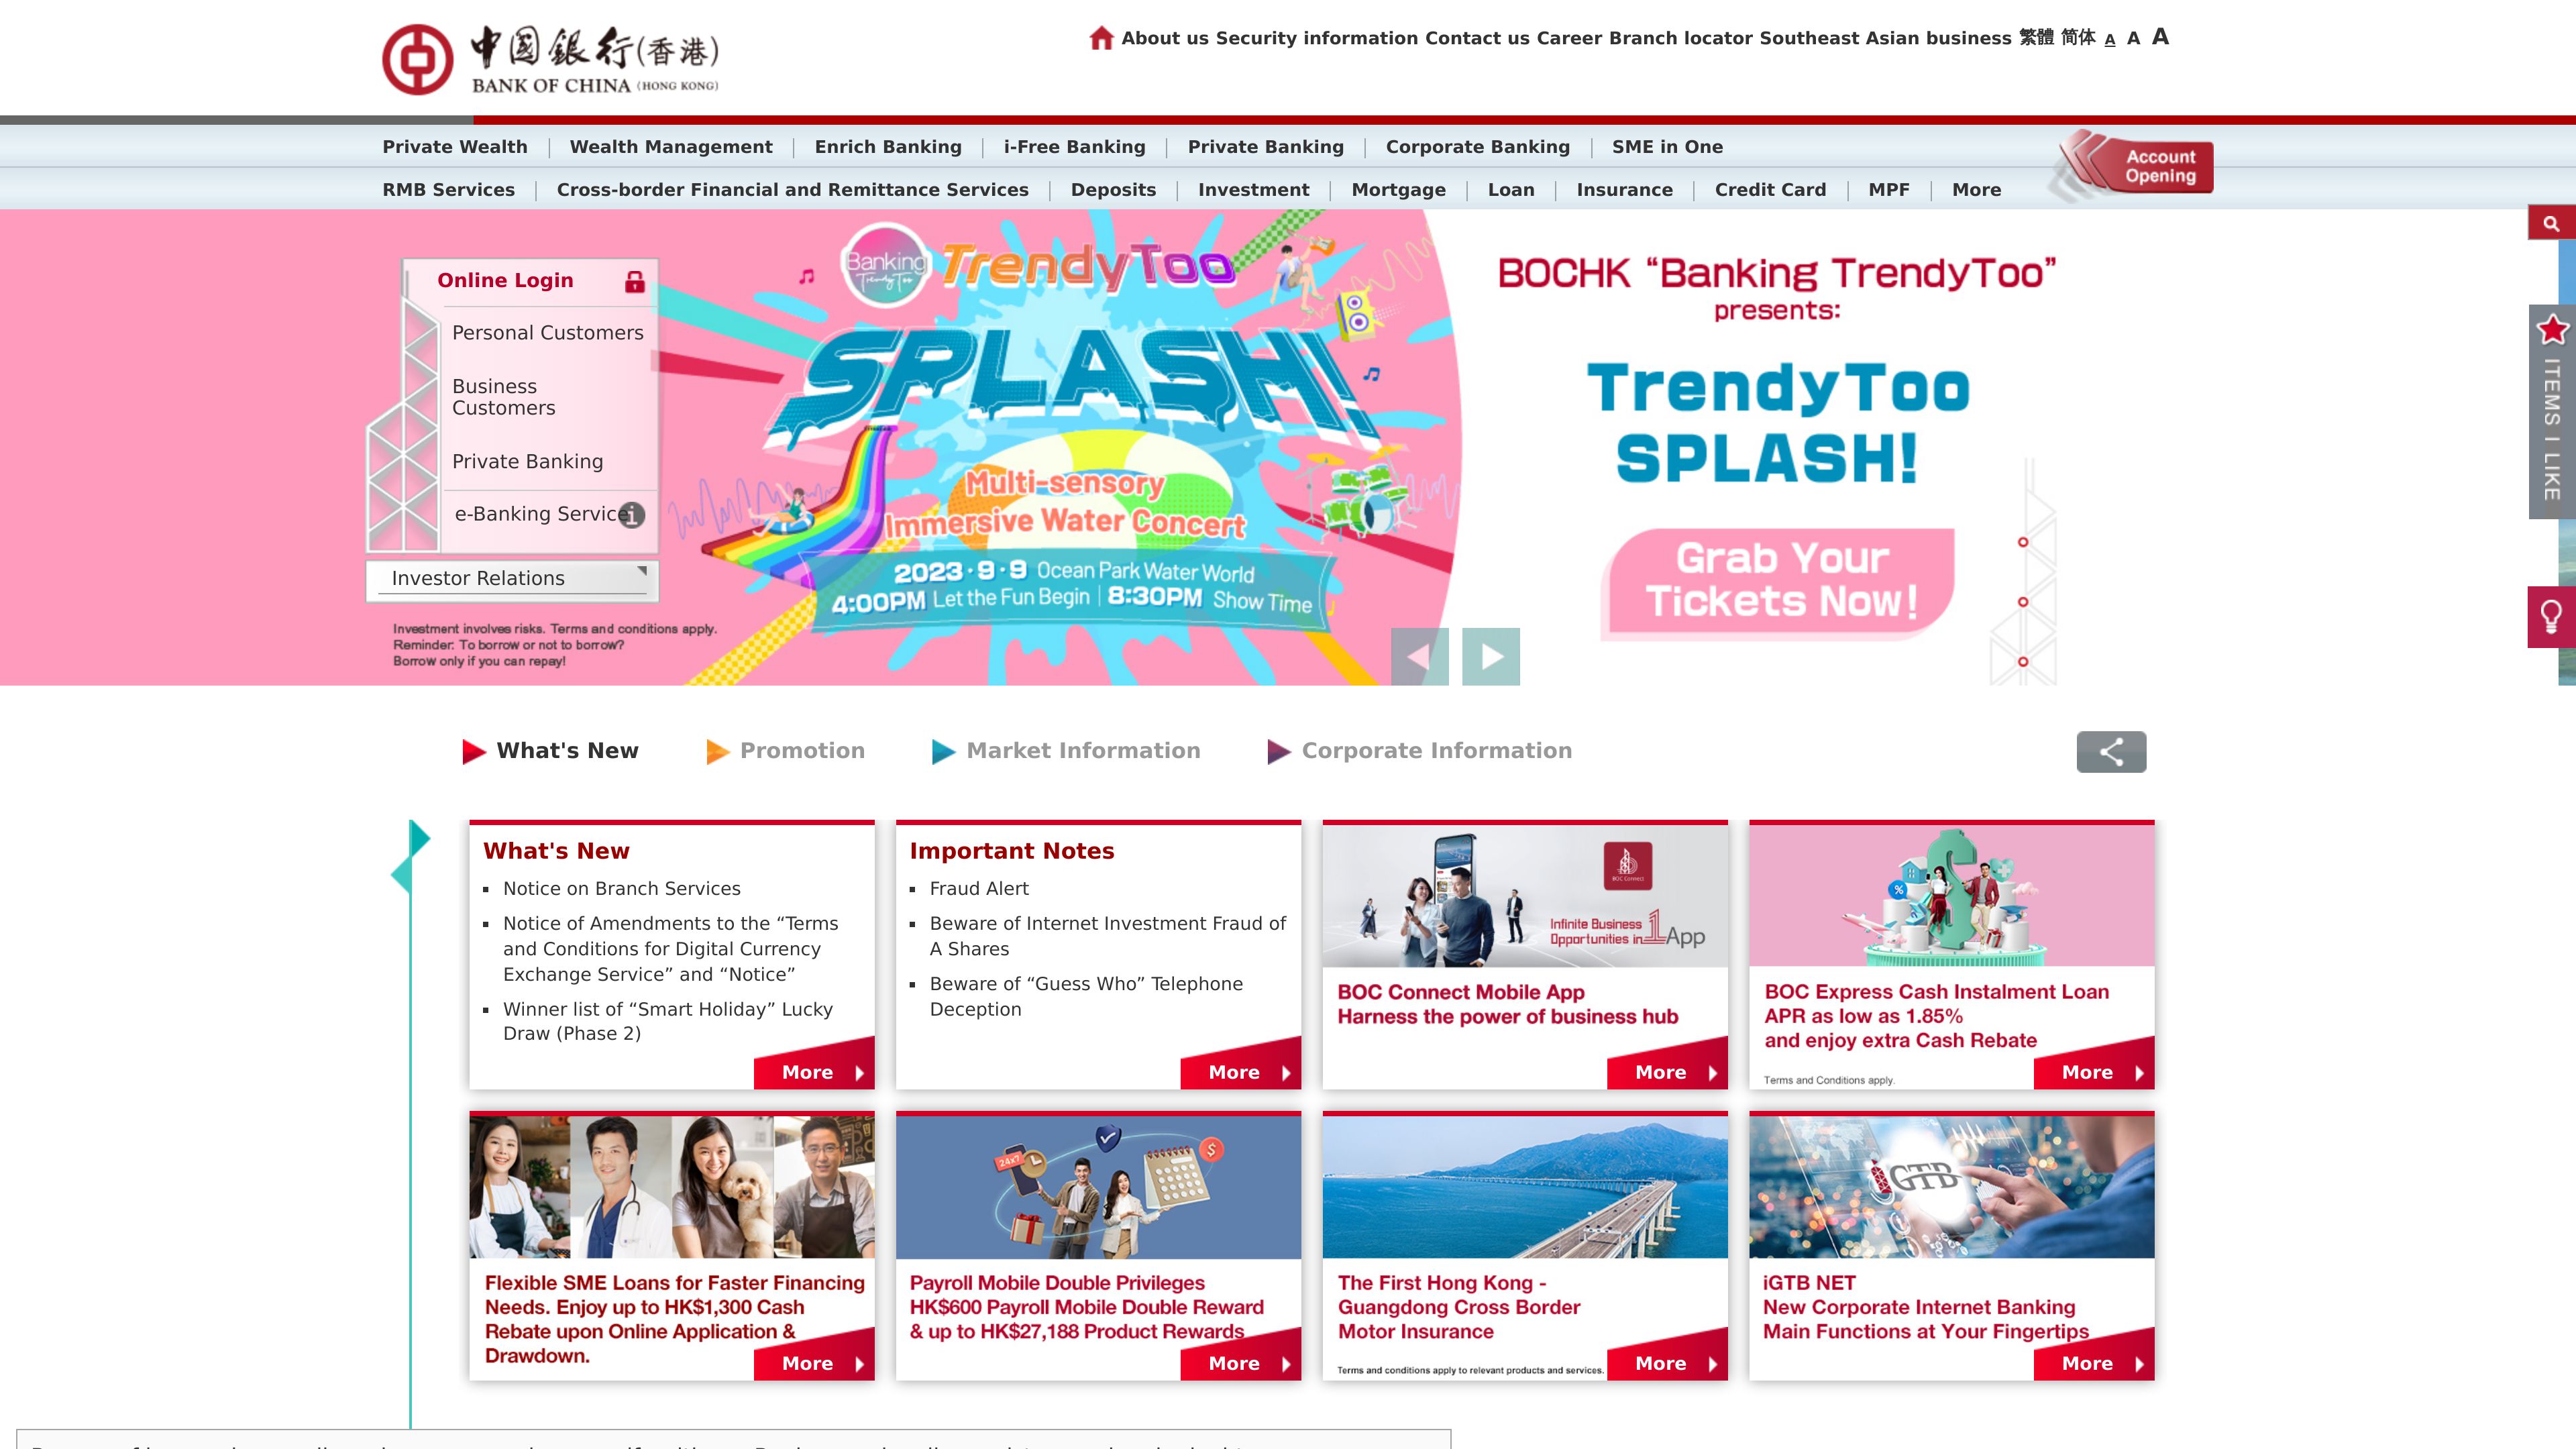 中國銀行(香港)
BANK OF CHINA (HONG KONG)
About us Security information Contact us Career Branch locator Southeast Asian business 繁體 简体 A A A
Private Wealth Wealth Management Enrich Banking i-Free Banking Private Banking Corporate Banking SME in One
Account
Opening
RMB Services Cross-border Financial and Remittance Services Deposits Investment Mortgage Loan Insurance Credit Card MPF More
Online Login
Personal Customers
Business
Customers
Private Banking
e-Banking Service
Investor Relations
Investment involves risks. Terms and conditions apply.
Reminder: To borrow or not to borrow?
Borrow only if you can repay!
Banking
TrendyToo
TrendyToo
SPLASH!
Multi-sensory
Immersive Water Concert
2023·9·9 Ocean Park Water World
4:00PM Let the Fun Begin | 8:30PM Show Time
BOCHK “Banking TrendyToo”
presents:
TrendyToo
SPLASH!
Grab Your
Tickets Now!
ITEMS I LIKE
What's New Promotion Market Information Corporate Information
What's New
Notice on Branch Services
Notice of Amendments to the “Terms
and Conditions for Digital Currency
Exchange Service” and “Notice”
Winner list of “Smart Holiday” Lucky
Draw (Phase 2)
More
Important Notes
Fraud Alert
Beware of Internet Investment Fraud of
A Shares
Beware of “Guess Who” Telephone
Deception
More
BOC Connect
Infinite Business
Opportunities in 1 App
BOC Connect Mobile App
Harness the power of business hub
More
%
BOC Express Cash Instalment Loan
APR as low as 1.85%
and enjoy extra Cash Rebate
Terms and Conditions apply.
More
Flexible SME Loans for Faster Financing
Needs. Enjoy up to HK$1,300 Cash
Rebate upon Online Application &
Drawdown.
More
24x7
$
Payroll Mobile Double Privileges
HK$600 Payroll Mobile Double Reward
& up to HK$27,188 Product Rewards
More
The First Hong Kong -
Guangdong Cross Border
Motor Insurance
Terms and conditions apply to relevant products and services.
More
iGTB
iGTB NET
New Corporate Internet Banking
Main Functions at Your Fingertips
More